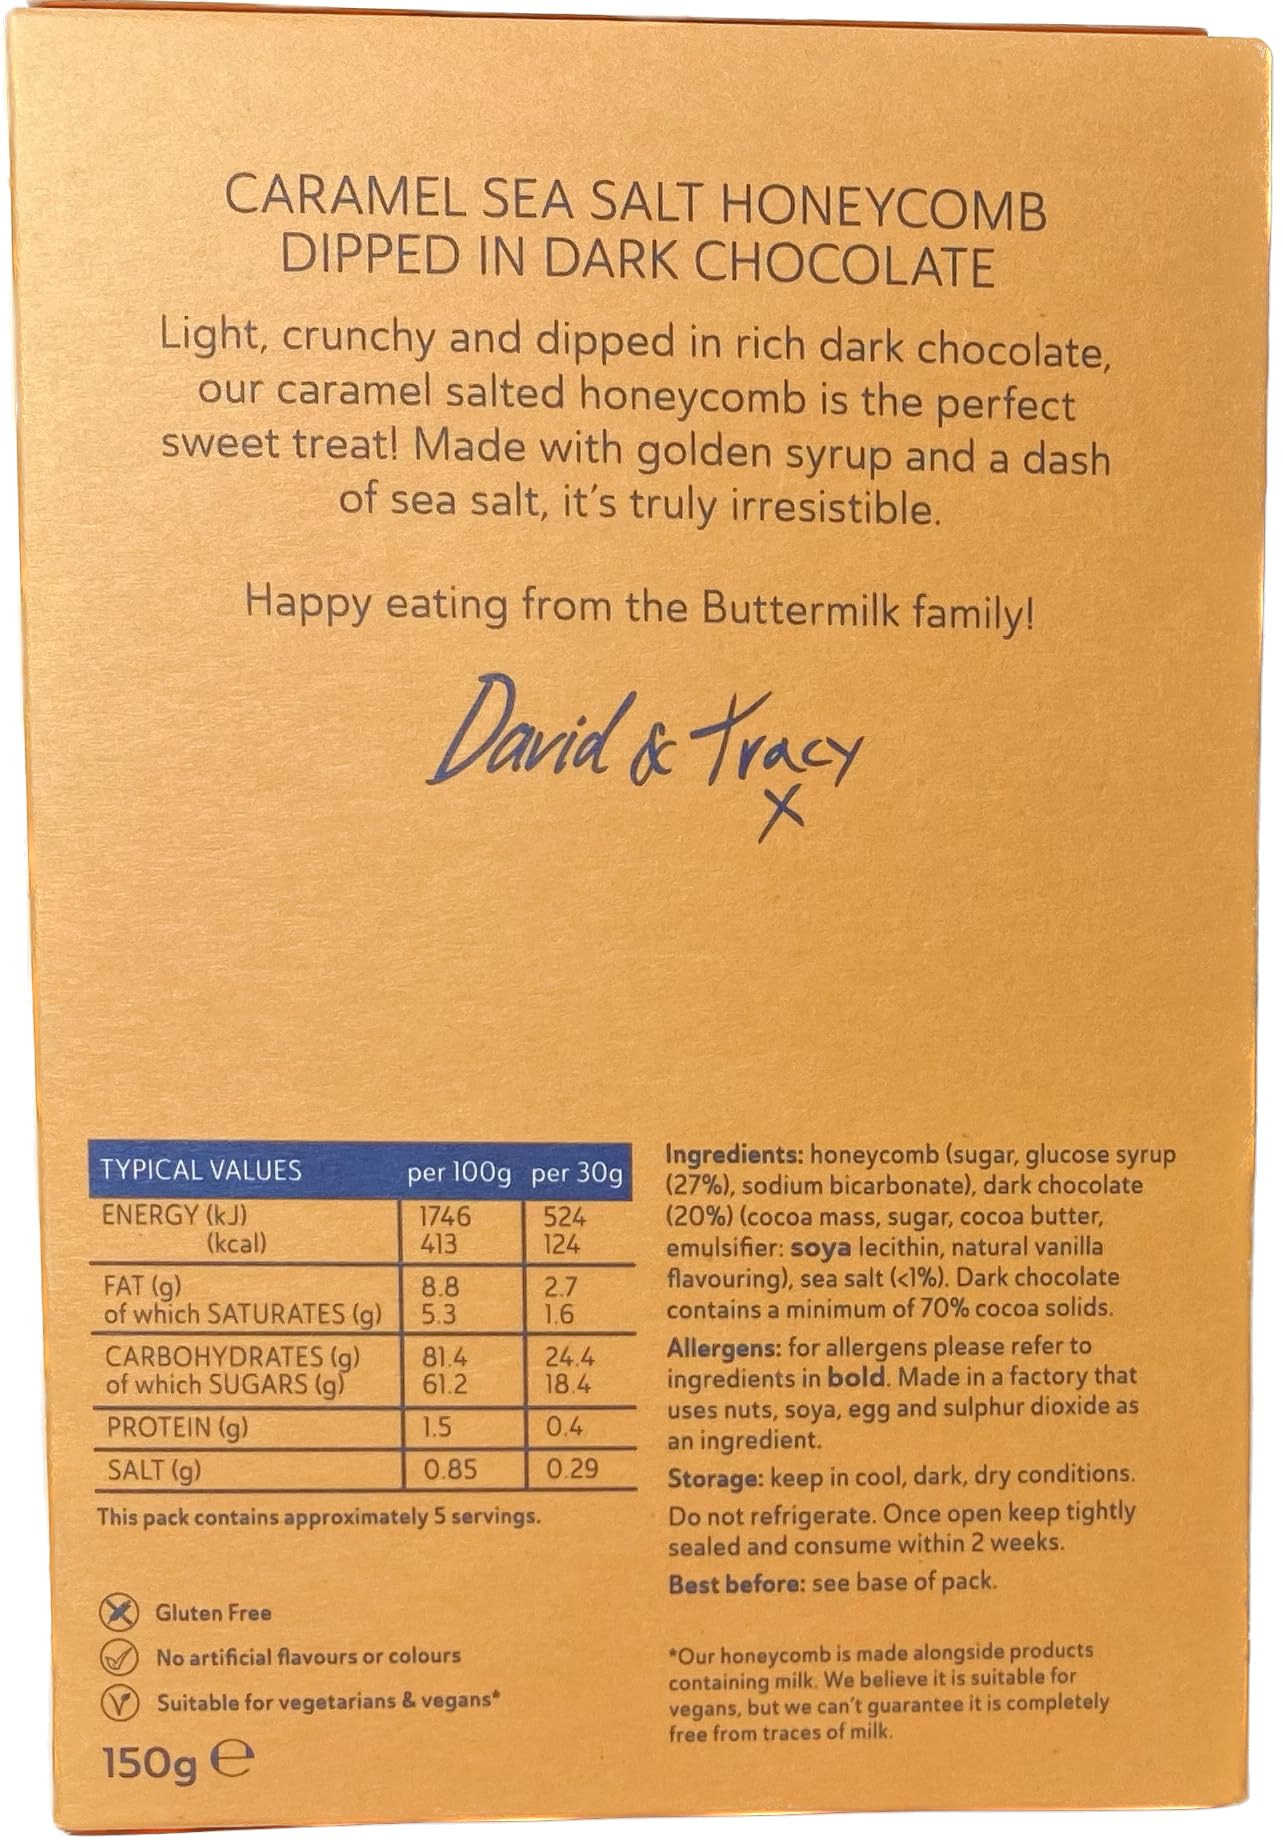 CARAMEL SEA SALT HONEYCOMB
DIPPED IN DARK CHOCOLATE
Light, crunchy and dipped in rich dark chocolate,
our caramel salted honeycomb is the perfect
sweet treat! Made with golden syrup and a dash
of sea salt, it's truly irresistible.
Happy eating from the Buttermilk family!
David & Tracy
x
TYPICAL VALUES per 100g per 30g
ENERGY (kJ) 1746 524
(kcal) 413 124
FAT (g) 8.8 2.7
of which SATURATES (g) 5.3 1.6
CARBOHYDRATES (g) 81.4 24.4
of which SUGARS (g) 61.2 18.4
PROTEIN (g) 1.5 0.4
SALT (g) 0.85 0.29
This pack contains approximately 5 servings.
Gluten Free
No artificial flavours or colours
V Suitable for vegetarians & vegans*
150g ℮
Ingredients: honeycomb (sugar, glucose syrup
(27%), sodium bicarbonate), dark chocolate
(20%) (cocoa mass, sugar, cocoa butter,
emulsifier: soya lecithin, natural vanilla
flavouring), sea salt (<1%). Dark chocolate
contains a minimum of 70% cocoa solids.
Allergens: for allergens please refer to
ingredients in bold. Made in a factory that
uses nuts, soya, egg and sulphur dioxide as
an ingredient.
Storage: keep in cool, dark, dry conditions.
Do not refrigerate. Once open keep tightly
sealed and consume within 2 weeks.
Best before: see base of pack.
*Our honeycomb is made alongside products
containing milk. We believe it is suitable for
vegans, but we can't guarantee it is completely
free from traces of milk.